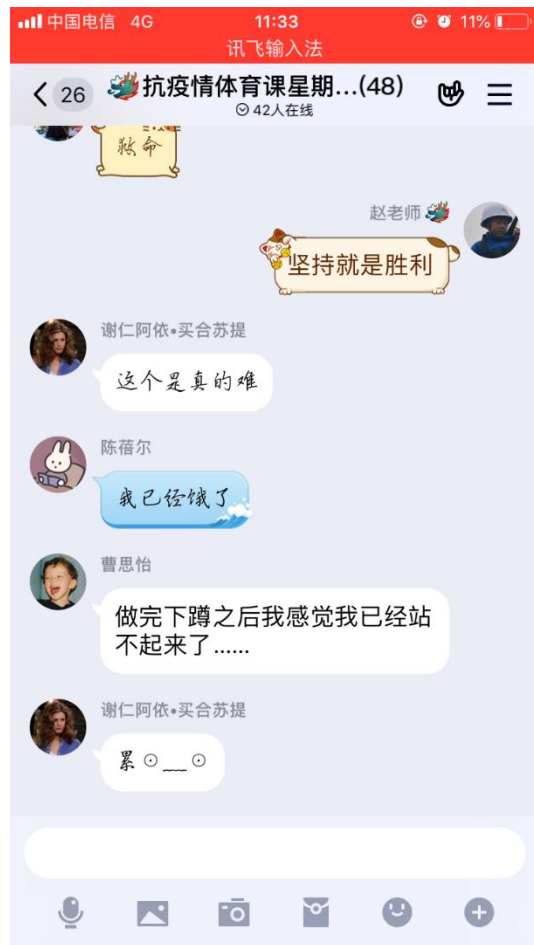 中国电信 4G 11:33 11%
讯飞输入法
26 抗疫情体育课星期...(48)
42人在线
救命
赵老师
坚持就是胜利
谢仁阿依•买合苏提
这个是真的难
陈蓓尔
我已经饿了
曹思怡
做完下蹲之后我感觉我已经站
不起来了......
谢仁阿依•买合苏提
累⊙﹏⊙